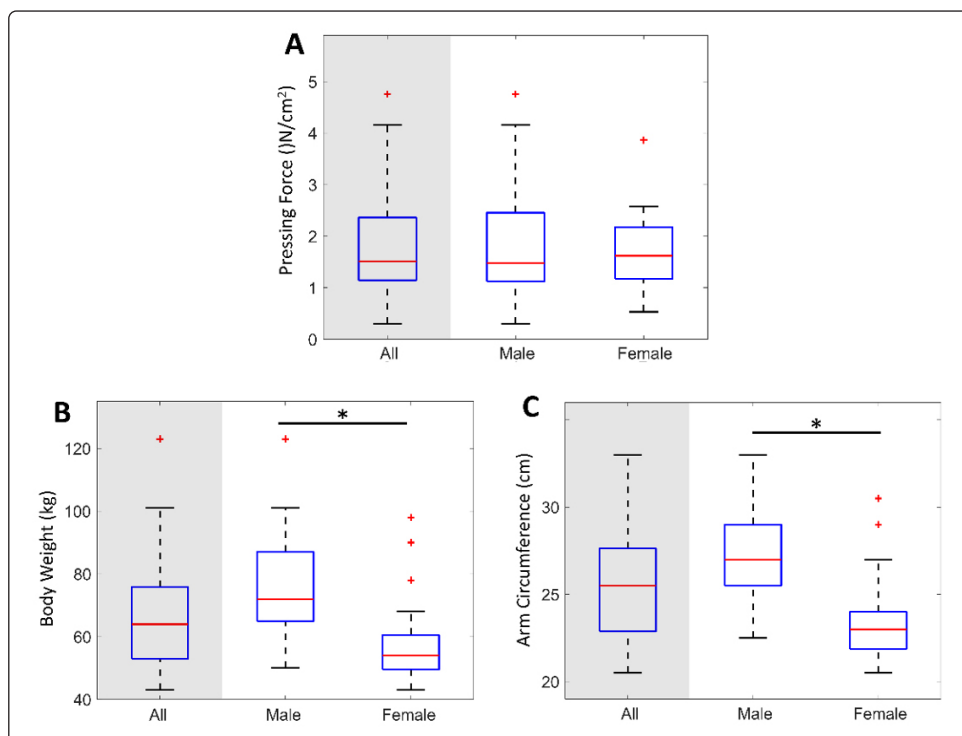 A
Pressing Force ()N/cm²)
5
4
3
2
1
0
All Male Female
B
*
Body Weight (kg)
120
100
80
60
40
All Male Female
C
*
Arm Circumference (cm)
30
25
20
All Male Female